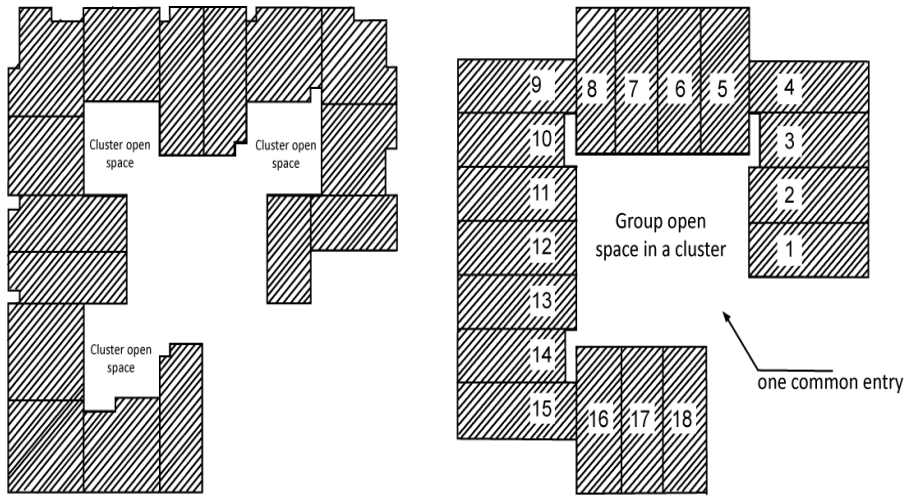 Cluster open
space
Cluster open
space
Cluster open
space
9
8
7
6
5
4
10
3
11
2
12
1
13
14
15
16
17
18
Group open
space in a cluster
one common entry